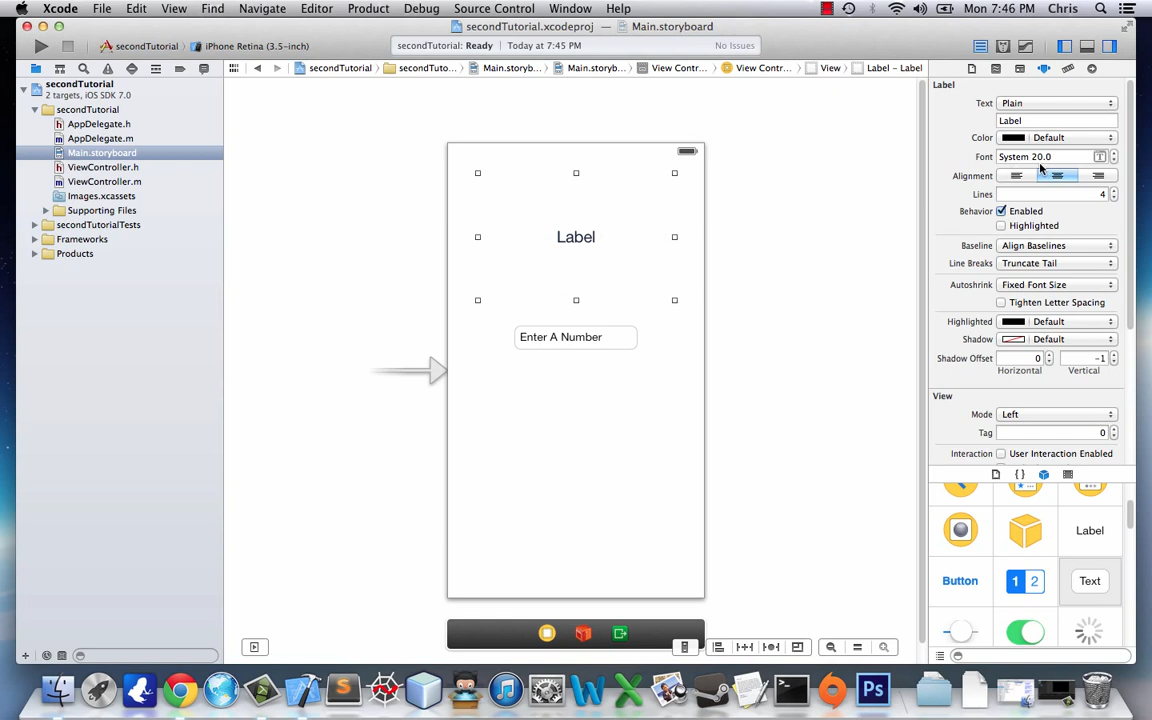 Xcode File Edit View Find Navigate Editor Product Debug Source Control Window Help Mon 7:46 PM Chris
secondTutorial.xcodeproj — Main.storyboard
secondTutorial iPhone Retina (3.5-inch) secondTutorial: Ready Today at 7:45 PM No Issues
secondTutorial secondTuto... Main.storyb... Main.storyb... View Contr... View Contr... View Label – Label
secondTutorial
2 targets, iOS SDK 7.0
secondTutorial
AppDelegate.h
AppDelegate.m
Main.storyboard
ViewController.h
ViewController.m
Images.xcassets
Supporting Files
secondTutorialTests
Frameworks
Products
Label
Enter A Number
Label
Text Plain
Label
Color Default
Font System 20.0
Alignment
Lines 4
Behavior Enabled
Highlighted
Baseline Align Baselines
Line Breaks Truncate Tail
Autoshrink Fixed Font Size
Tighten Letter Spacing
Highlighted Default
Shadow Default
Shadow Offset 0 -1
Horizontal Vertical
View
Mode Left
Tag 0
Interaction User Interaction Enabled
Label
Button 1 2 Text